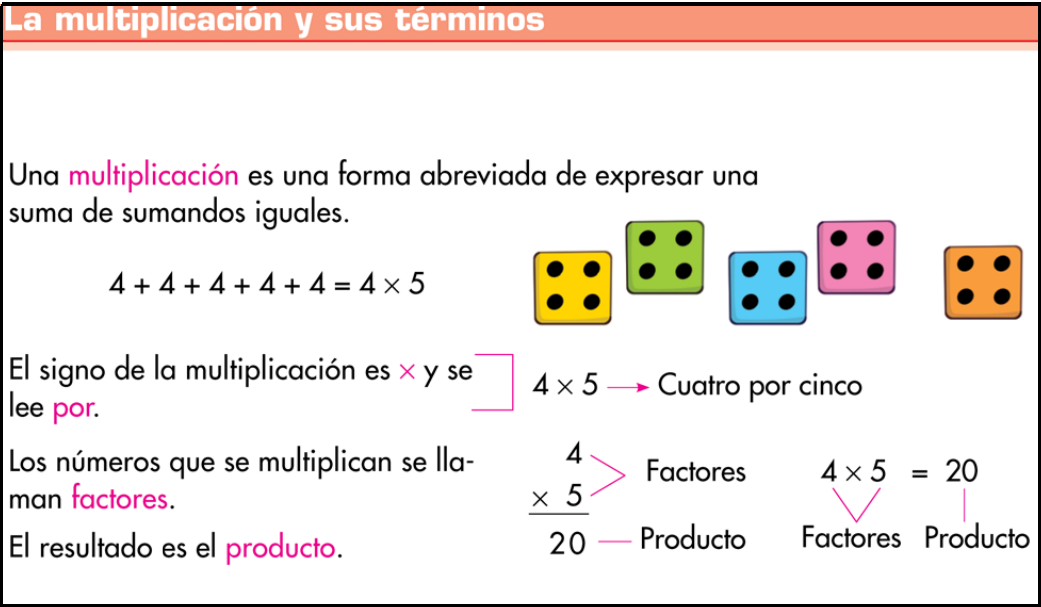 La multiplicación y sus términos
Una multiplicación es una forma abreviada de expresar una
suma de sumandos iguales.
4 + 4 + 4 + 4 + 4 = 4 × 5
El signo de la multiplicación es × y se
lee por.
4 × 5 → Cuatro por cinco
Los números que se multiplican se lla-
man factores.
El resultado es el producto.
4
× 5
20
Factores
Producto
4 × 5 = 20
Factores Producto